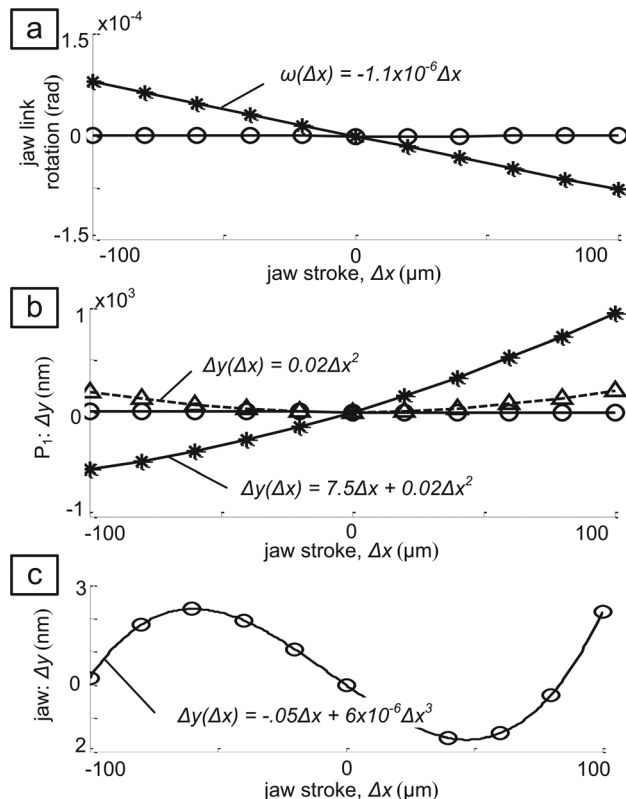 a
x10-4
1.5
ω(Δx) = -1.1x10-6Δx
jaw link
rotation (rad)
0
-1.5
-100
0
100
jaw stroke, Δx (μm)
b
x103
1
Δy(Δx) = 0.02Δx2
P1: Δy (nm)
0
Δy(Δx) = 7.5Δx + 0.02Δx2
-1
-100
0
100
jaw stroke, Δx (μm)
c
3
jaw: Δy (nm)
0
Δy(Δx) = -.05Δx + 6x10-6Δx3
2
-100
0
100
jaw stroke, Δx (μm)